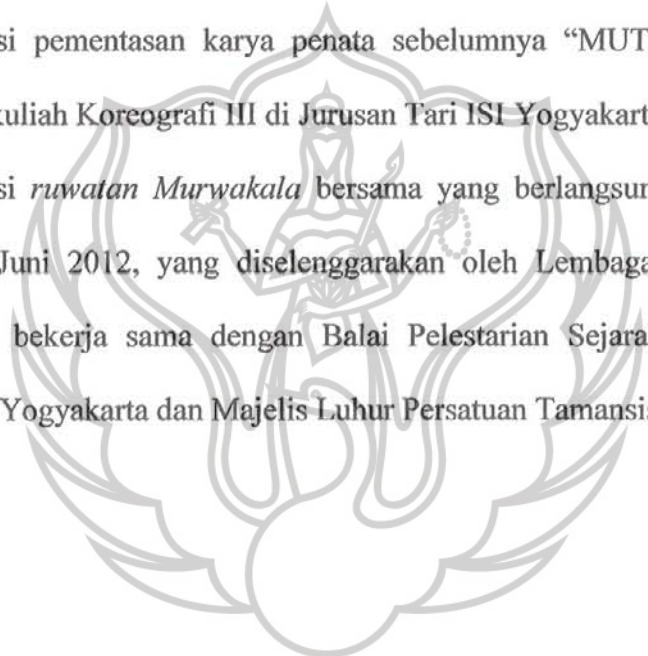 si pementasan karya penata sebelumnya “MUT
kuliah Koreografi III di Jurusan Tari ISI Yogyakart
si ruwatan Murwakala bersama yang berlangsun
Juni 2012, yang diselenggarakan oleh Lembaga
bekerja sama dengan Balai Pelestarian Sejara
Yogyakarta dan Majelis Luhur Persatuan Tamansis